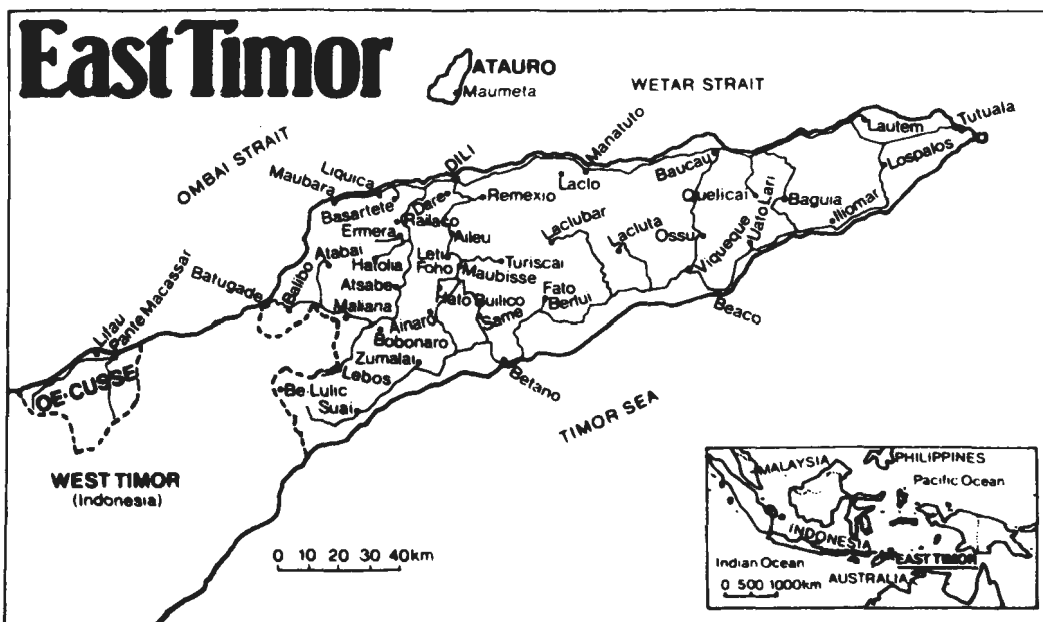 East Timor
ATAURO
Maumeta
WETAR STRAIT
OMBAI STRAIT
Tutuala
Lautem
Lospalos
Manatuto
DILI
Baucau
Liquica
Maubara
Laclo
Dare
Remexio
Quelicai
Uato Lari
Baguia
Basartete
Railaco
Iliomar
Ermera
Aileu
Laclubar
Lacluta
Ossu
Viqueque
Atabai
Letu
Foho
Turiscai
Hatolia
Maubisse
Batugade
Balibo
Atsabe
Fato
Berlui
Beaco
Maliana
Builico
Same
Ainaro
Bobonaro
Lilau
Pante Macassar
Zumalai
Lebos
Betano
OE-CUSSE
Be-Lulic
Suai
TIMOR SEA
WEST TIMOR
(Indonesia)
0 10 20 30 40km
MALAYSIA
PHILIPPINES
Pacific Ocean
INDONESIA
Indian Ocean
EAST TIMOR
AUSTRALIA
0 500 1000km